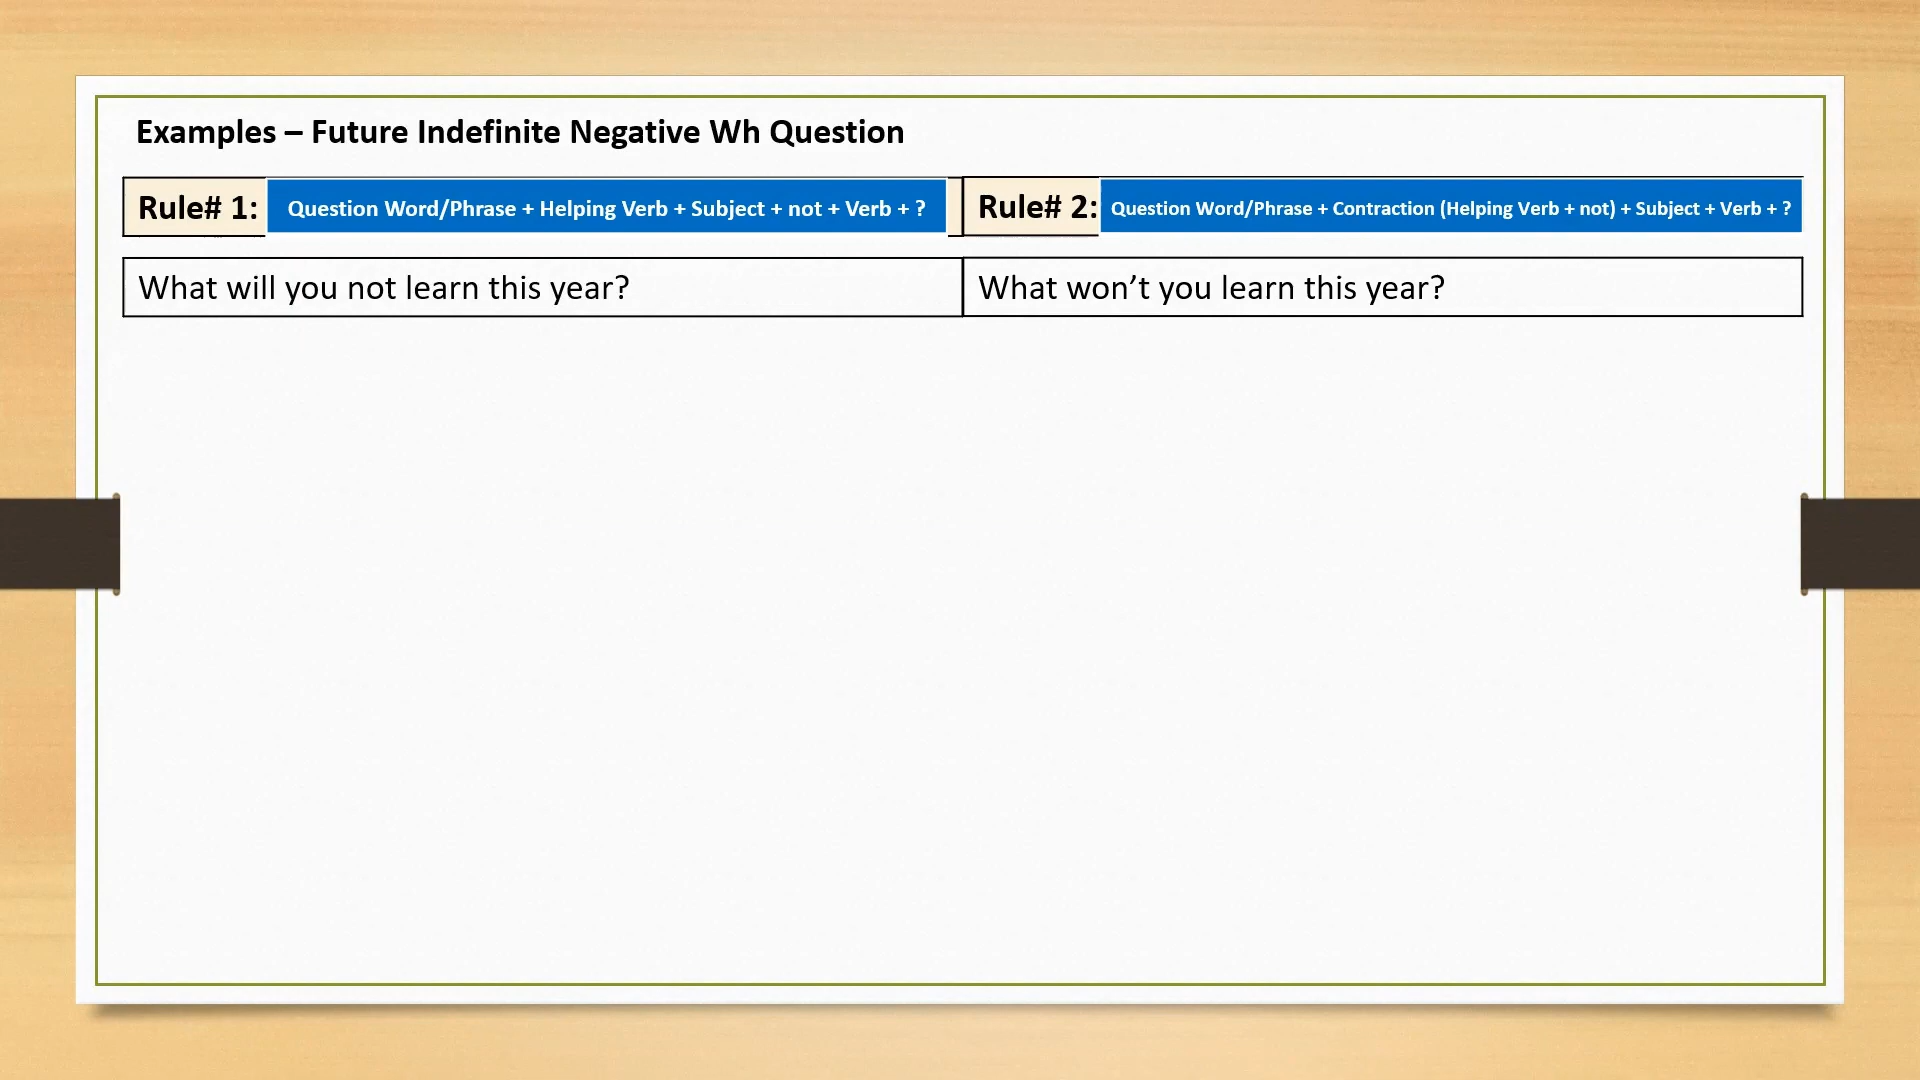 Examples – Future Indefinite Negative Wh Question
Rule# 1: Question Word/Phrase + Helping Verb + Subject + not + Verb + ?
Rule# 2: Question Word/Phrase + Contraction (Helping Verb + not) + Subject + Verb + ?
What will you not learn this year?
What won’t you learn this year?